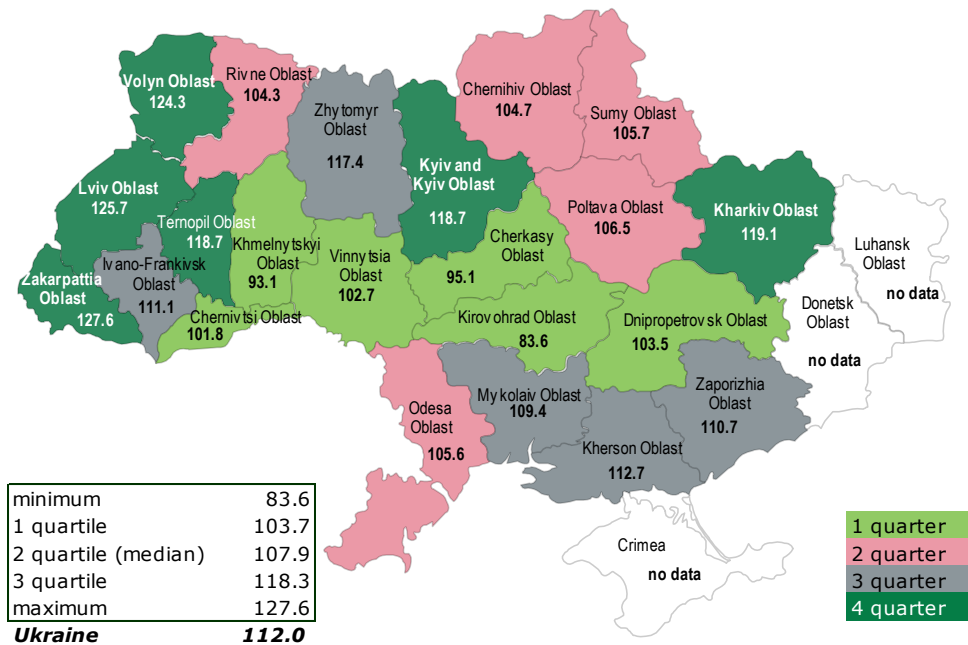 Volyn Oblast
124.3
Rivne Oblast
104.3
Zhytomyr
Oblast
117.4
Kyiv and
Kyiv Oblast
118.7
Chernihiv Oblast
104.7
Sumy Oblast
105.7
Lviv Oblast
125.7
Ternopil Oblast
118.7
Khmelnytskyi
Oblast
93.1
Vinnytsia
Oblast
102.7
Cherkasy
Oblast
95.1
Poltava Oblast
106.5
Kharkiv Oblast
119.1
Luhansk
Oblast
no data
Zakarpattia
Oblast
127.6
Ivano-Frankivsk
Oblast
111.1
Chernivtsi Oblast
101.8
Kirovohrad Oblast
83.6
Dnipropetrovsk Oblast
103.5
Donetsk
Oblast
no data
Odesa
Oblast
105.6
Mykolaiv Oblast
109.4
Kherson Oblast
112.7
Zaporizhia
Oblast
110.7
Crimea
no data
minimum 83.6
1 quartile 103.7
2 quartile (median) 107.9
3 quartile 118.3
maximum 127.6
Ukraine 112.0
1 quarter
2 quarter
3 quarter
4 quarter